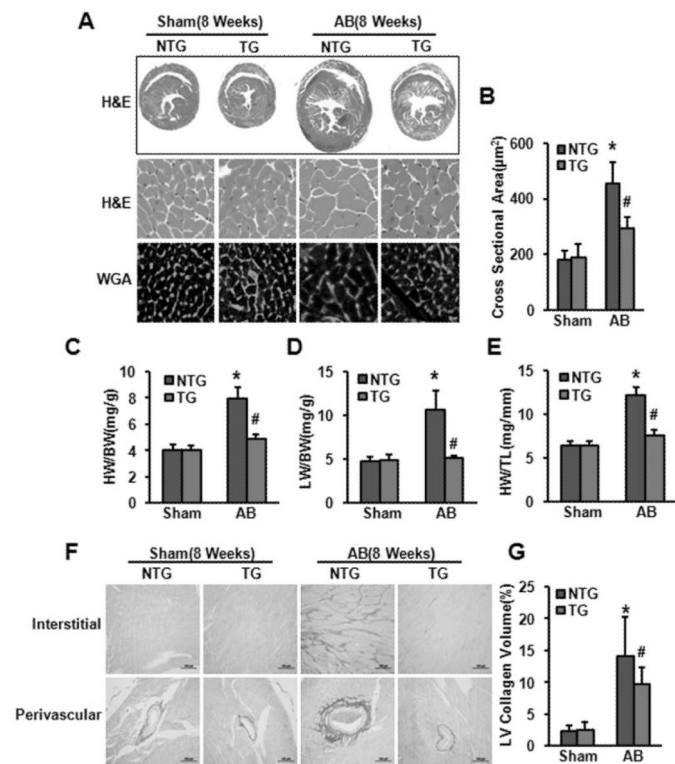 A
Sham(8 Weeks) AB(8 Weeks)
NTG TG NTG TG
H&E
H&E
WGA
B
Cross Sectional Area(µm²)
600
400
200
0
NTG
TG
*
#
Sham AB
C
HW/BW(mg/g)
10
8
6
4
2
0
NTG
TG
*
#
Sham AB
D
LW/BW(mg/g)
15
10
5
0
NTG
TG
*
#
Sham AB
E
HW/TL(mg/mm)
15
10
5
0
NTG
TG
*
#
Sham AB
F
Sham(8 Weeks) AB(8 Weeks)
NTG TG NTG TG
Interstitial
Perivascular
G
LV Collagen Volume(%)
25
20
15
10
5
0
NTG
TG
*
#
Sham AB